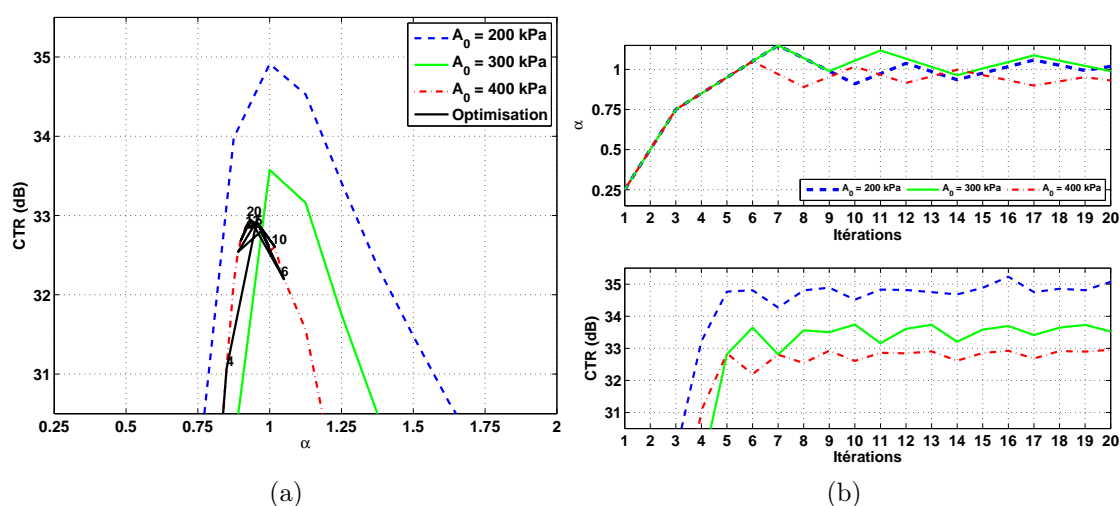 A0 = 200 kPa
A0 = 300 kPa
A0 = 400 kPa
Optimisation
35
34
33
32
31
CTR (dB)
20
10
6
4
0.25 0.5 0.75 1 1.25 1.5 1.75 2
α
(a)
1
0.75
0.5
0.25
α
A0 = 200 kPa A0 = 300 kPa A0 = 400 kPa
1 2 3 4 5 6 7 8 9 10 11 12 13 14 15 16 17 18 19 20
Itérations
35
34
33
32
31
CTR (dB)
1 2 3 4 5 6 7 8 9 10 11 12 13 14 15 16 17 18 19 20
Itérations
(b)